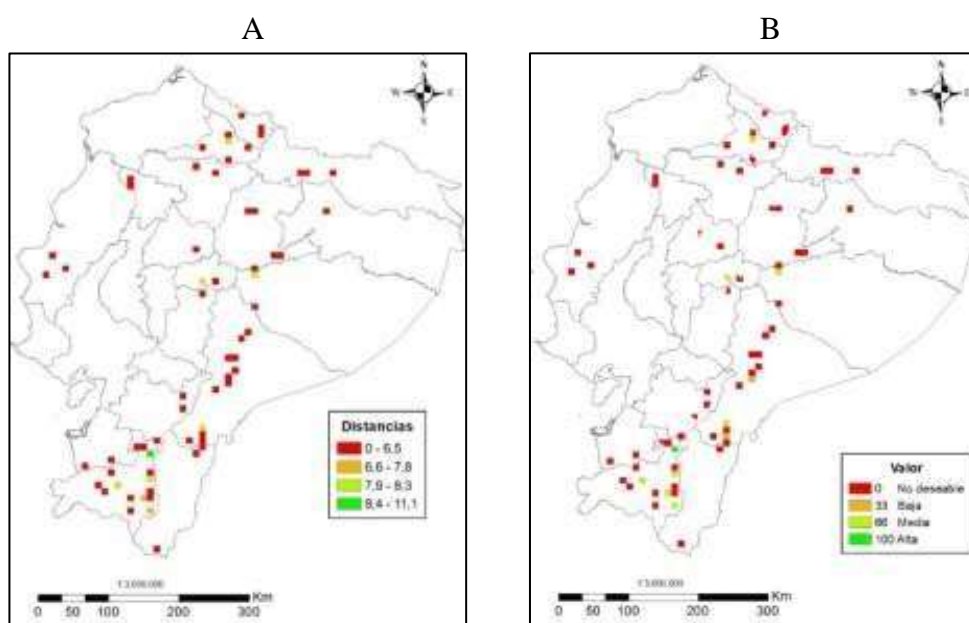 A
B
N
W E
S
N
W E
S
Distancias
0 - 6,5
6,6 - 7,8
7,9 - 8,3
8,4 - 11,1
Valor
0 No deseable
33 Baja
66 Media
100 Alta
Km
0 50 100 200 300
Km
0 50 100 200 300